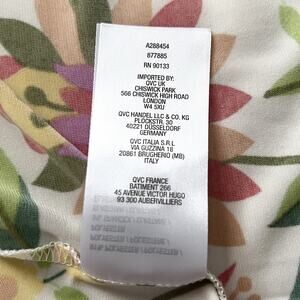 A288454
877885
RN 90133
IMPORTED BY:
QVC UK
CHISWICK PARK
566 CHISWICK HIGH ROAD
LONDON
W4 5XU
QVC HANDEL LLC & CO. KG
PLOCKSTR. 30
40221 DÜSSELDORF
GERMANY
QVC ITALIA S.R.L
VIA GUZZINA 18
20861 BRUGHERIO (MB)
ITALY
QVC FRANCE
BATIMENT 266
45 AVENUE VICTOR HUGO
93 300 AUBERVILLIERS